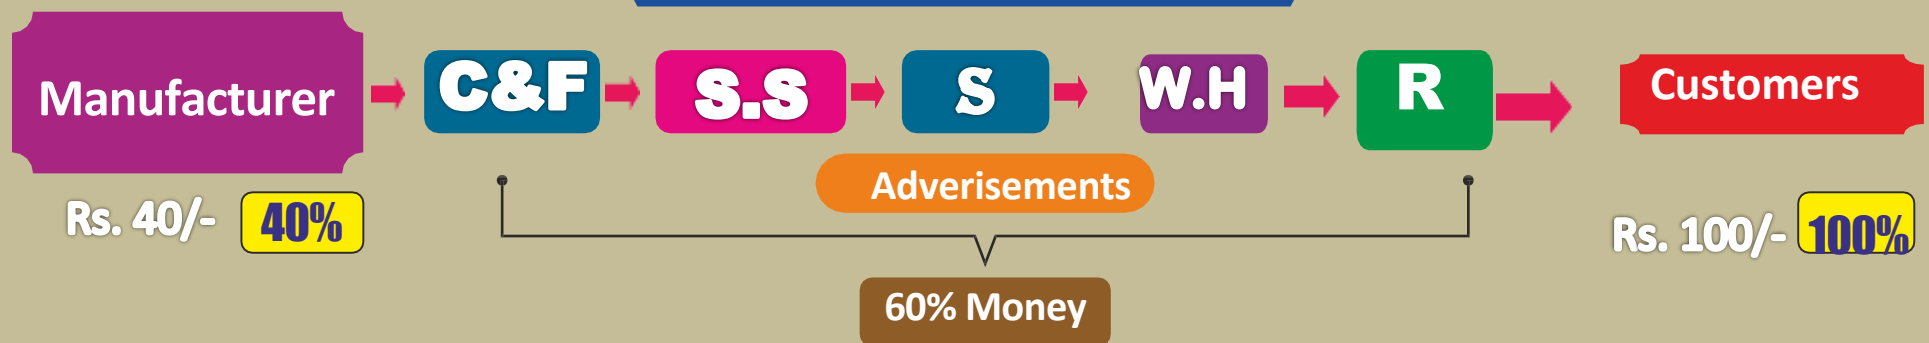 Manufacturer
C&F
S.S
S
W.H
R
Customers
Adverisements
Rs. 40/- 40%
Rs. 100/- 100%
60% Money